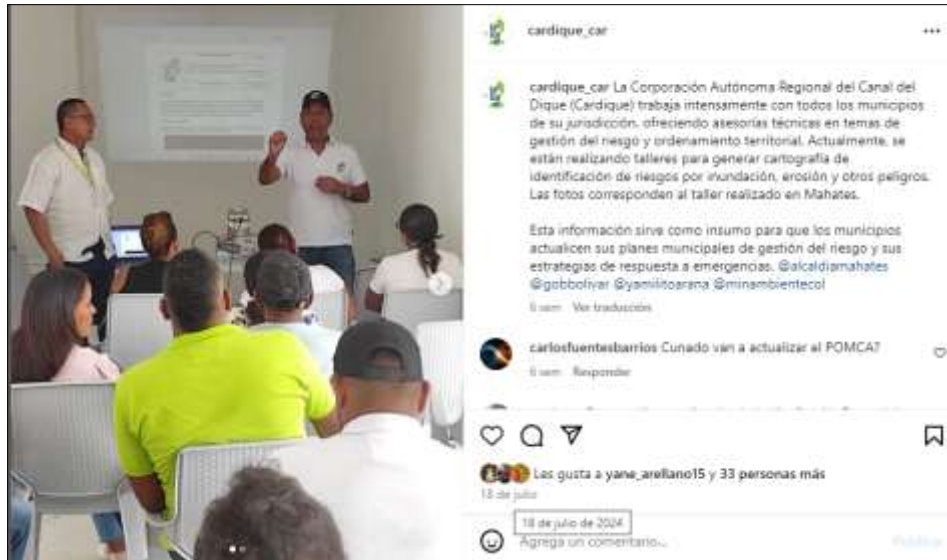 cardique_car
cardique_car La Corporación Autónoma Regional del Canal del
Dique (Cardique) trabaja intensamente con todos los municipios
de su jurisdicción, ofreciendo asesorías técnicas en temas de
gestión del riesgo y ordenamiento territorial. Actualmente, se
están realizando talleres para generar cartografía de
identificación de riesgos por inundación, erosión y otros peligros.
Las fotos corresponden al taller realizado en Mahates.
Esta información sirve como insumo para que los municipios
actualicen sus planes municipales de gestión del riesgo y sus
estrategias de respuesta a emergencias. @alcaldiamahates
@gobbolivar @yamilitoarana @minambientecol
6 sem Ver traducción
carlosfuentesbarrios Cunado van a actualizar el POMCA?
6 sem Responder
Les gusta a yane_arellano15 y 33 personas más
18 de julio
18 de julio de 2024
Agrega un comentario...
Publicar